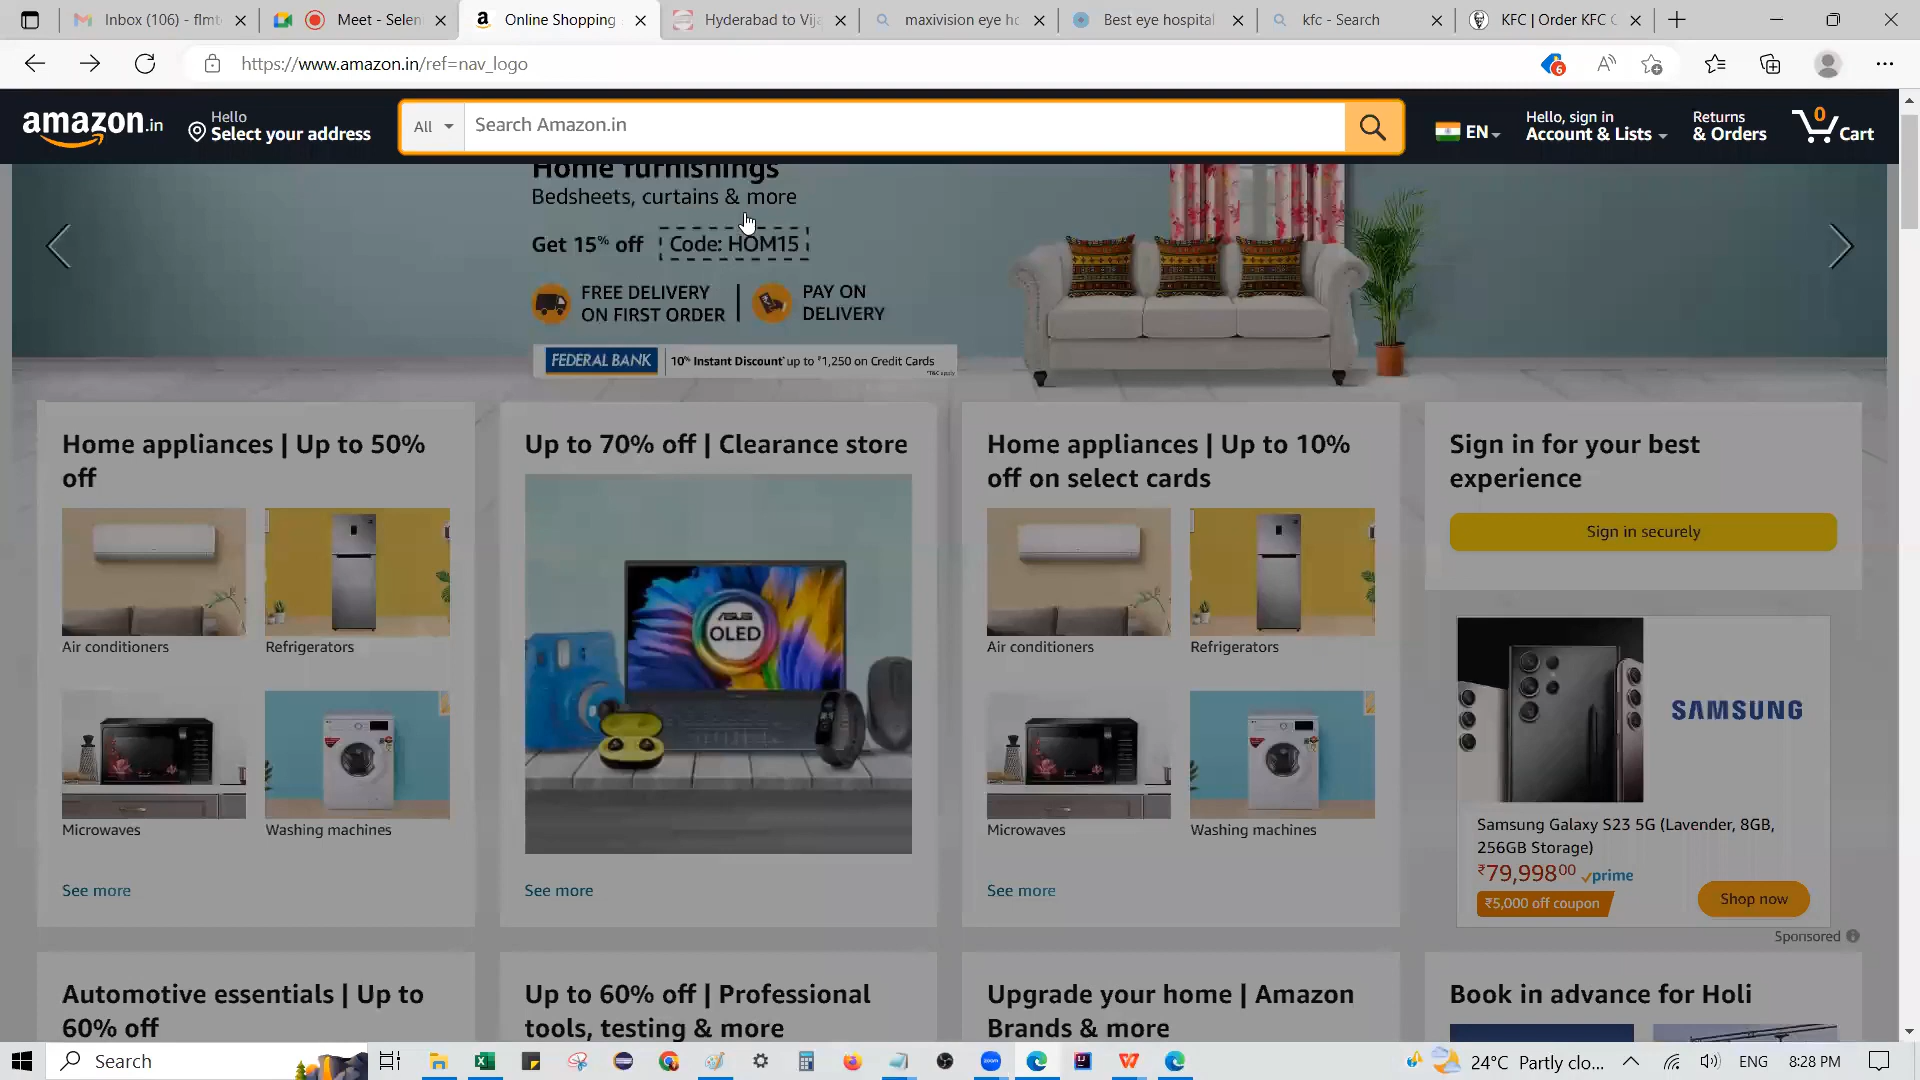 Inbox (106) - flmt
Meet - Selen
Online Shopping
Hyderabad to Vija
maxivision eye ho
Best eye hospital
kfc - Search
KFC | Order KFC C
https://www.amazon.in/ref=nav_logo
6
amazon.in
Hello
Select your address
All
Search Amazon.in
EN
Hello, sign in
Account & Lists
Returns
& Orders
0
Cart
Home furnishings
Bedsheets, curtains & more
Get 15% off
Code: HOM15
FREE DELIVERY
ON FIRST ORDER
PAY ON
DELIVERY
FEDERAL BANK
10% Instant Discount* up to ₹1,250 on Credit Cards
*T&C apply
Home appliances | Up to 50%
off
Air conditioners
Refrigerators
Microwaves
Washing machines
See more
Up to 70% off | Clearance store
ASUS
OLED
See more
Home appliances | Up to 10%
off on select cards
Air conditioners
Refrigerators
Microwaves
Washing machines
See more
Sign in for your best
experience
Sign in securely
SAMSUNG
Samsung Galaxy S23 5G (Lavender, 8GB,
256GB Storage)
₹79,998⁰⁰ prime
₹5,000 off coupon
Shop now
Sponsored
Automotive essentials | Up to
60% off
Up to 60% off | Professional
tools, testing & more
Upgrade your home | Amazon
Brands & more
Book in advance for Holi
Search
24°C Partly clo...
ENG
8:28 PM